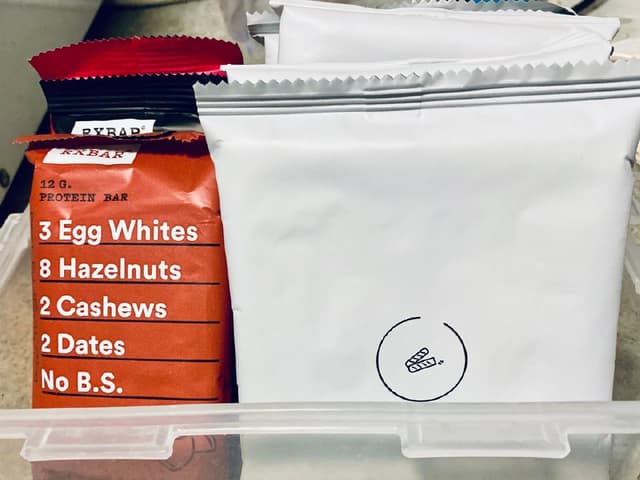 RXBAR
RXBAR
12 G.
PROTEIN BAR
3 Egg Whites
8 Hazelnuts
2 Cashews
2 Dates
No B.S.